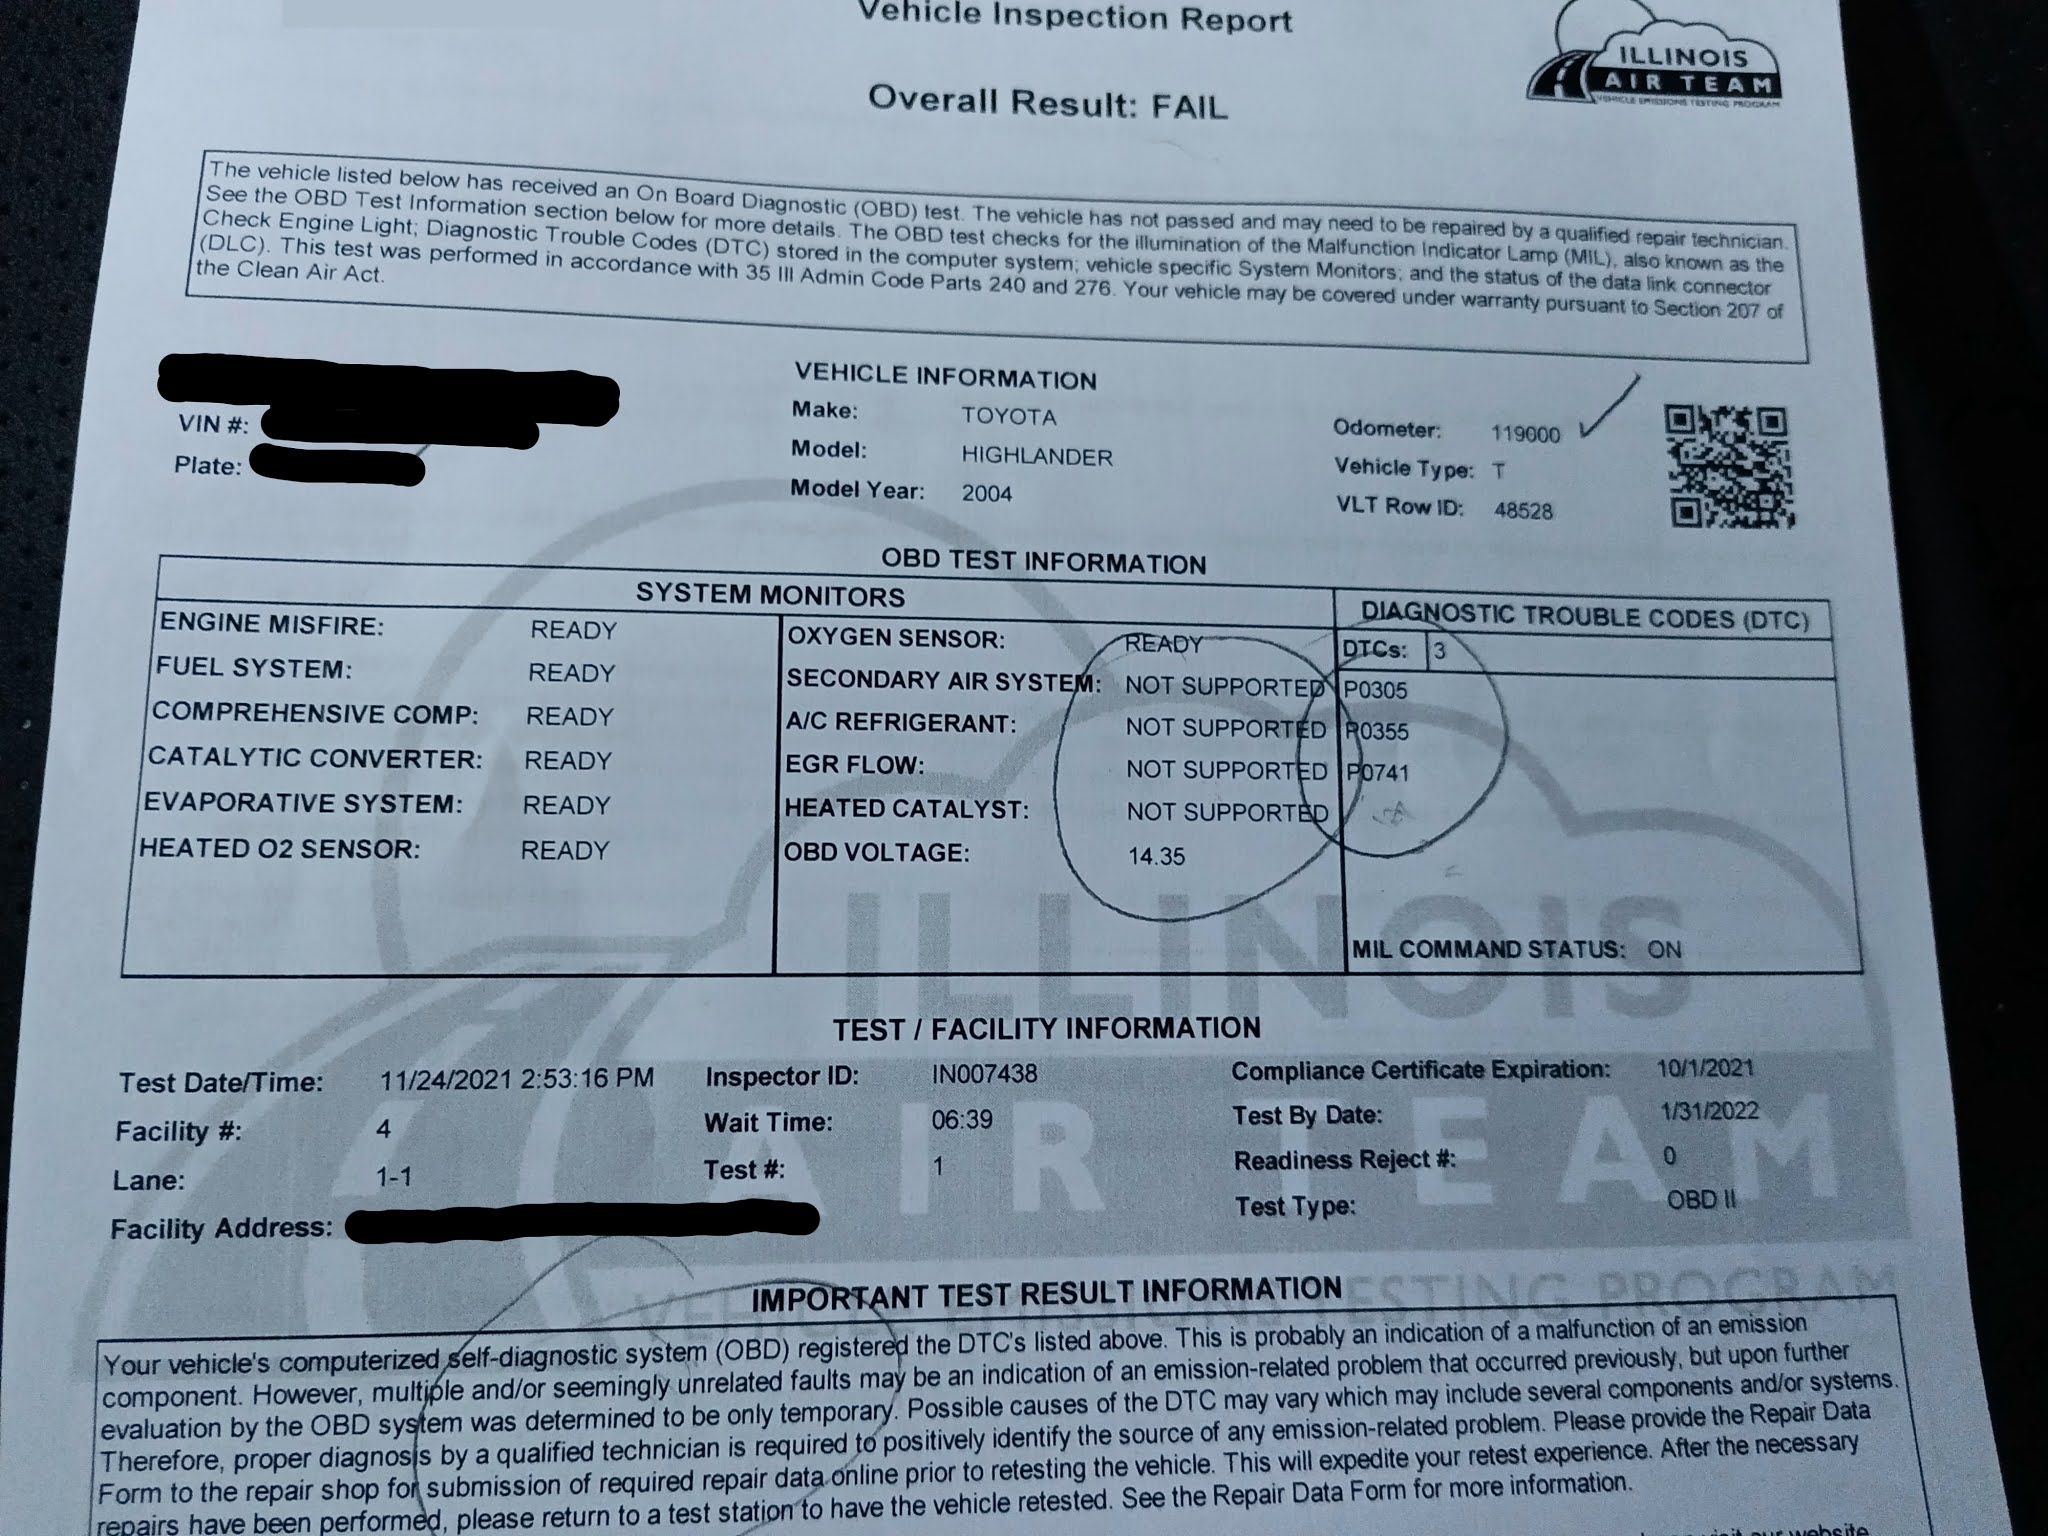 Vehicle Inspection Report
ILLINOIS
AIR TEAM
VEHICLE EMISSIONS TESTING PROGRAM
Overall Result: FAIL
The vehicle listed below has received an On Board Diagnostic (OBD) test. The vehicle has not passed and may need to be repaired by a qualified repair technician.
See the OBD Test Information section below for more details. The OBD test checks for the illumination of the Malfunction Indicator Lamp (MIL), also known as the
Check Engine Light; Diagnostic Trouble Codes (DTC) stored in the computer system; vehicle specific System Monitors; and the status of the data link connector
(DLC). This test was performed in accordance with 35 Ill Admin Code Parts 240 and 276. Your vehicle may be covered under warranty pursuant to Section 207 of
the Clean Air Act.
VIN #:
Plate:
VEHICLE INFORMATION
Make: TOYOTA
Model: HIGHLANDER
Model Year: 2004
Odometer: 119000
Vehicle Type: T
VLT Row ID: 48528
OBD TEST INFORMATION
SYSTEM MONITORS
ENGINE MISFIRE: READY
FUEL SYSTEM: READY
COMPREHENSIVE COMP: READY
CATALYTIC CONVERTER: READY
EVAPORATIVE SYSTEM: READY
HEATED O2 SENSOR: READY
OXYGEN SENSOR: READY
SECONDARY AIR SYSTEM: NOT SUPPORTED
A/C REFRIGERANT: NOT SUPPORTED
EGR FLOW: NOT SUPPORTED
HEATED CATALYST: NOT SUPPORTED
OBD VOLTAGE: 14.35
DIAGNOSTIC TROUBLE CODES (DTC)
DTCs: 3
P0305
P0355
P0741
MIL COMMAND STATUS: ON
ILLINOIS
AIR TEAM
VEHICLE EMISSIONS TESTING PROGRAM
TEST / FACILITY INFORMATION
Test Date/Time: 11/24/2021 2:53:16 PM
Facility #: 4
Lane: 1-1
Facility Address:
Inspector ID: IN007438
Wait Time: 06:39
Test #: 1
Compliance Certificate Expiration: 10/1/2021
Test By Date: 1/31/2022
Readiness Reject #: 0
Test Type: OBD II
IMPORTANT TEST RESULT INFORMATION
Your vehicle's computerized self-diagnostic system (OBD) registered the DTC's listed above. This is probably an indication of a malfunction of an emission
component. However, multiple and/or seemingly unrelated faults may be an indication of an emission-related problem that occurred previously, but upon further
evaluation by the OBD system was determined to be only temporary. Possible causes of the DTC may vary which may include several components and/or systems.
Therefore, proper diagnosis by a qualified technician is required to positively identify the source of any emission-related problem. Please provide the Repair Data
Form to the repair shop for submission of required repair data online prior to retesting the vehicle. This will expedite your retest experience. After the necessary
repairs have been performed, please return to a test station to have the vehicle retested. See the Repair Data Form for more information.
website